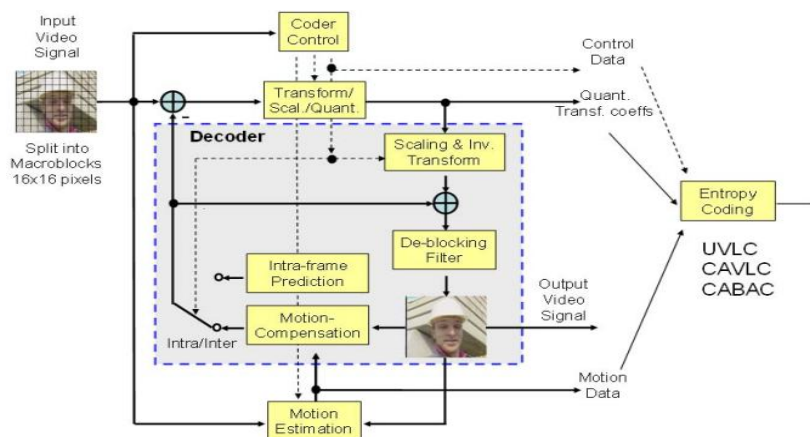 Input
Video
Signal
Split into
Macroblocks
16x16 pixels
Coder
Control
Transform/
Scal./Quant.
-
Decoder
Scaling & Inv.
Transform
De-blocking
Filter
Intra-frame
Prediction
Motion-
Compensation
Intra/Inter
Motion
Estimation
Control
Data
Quant.
Transf. coeffs
Output
Video
Signal
Motion
Data
Entropy
Coding
UVLC
CAVLC
CABAC